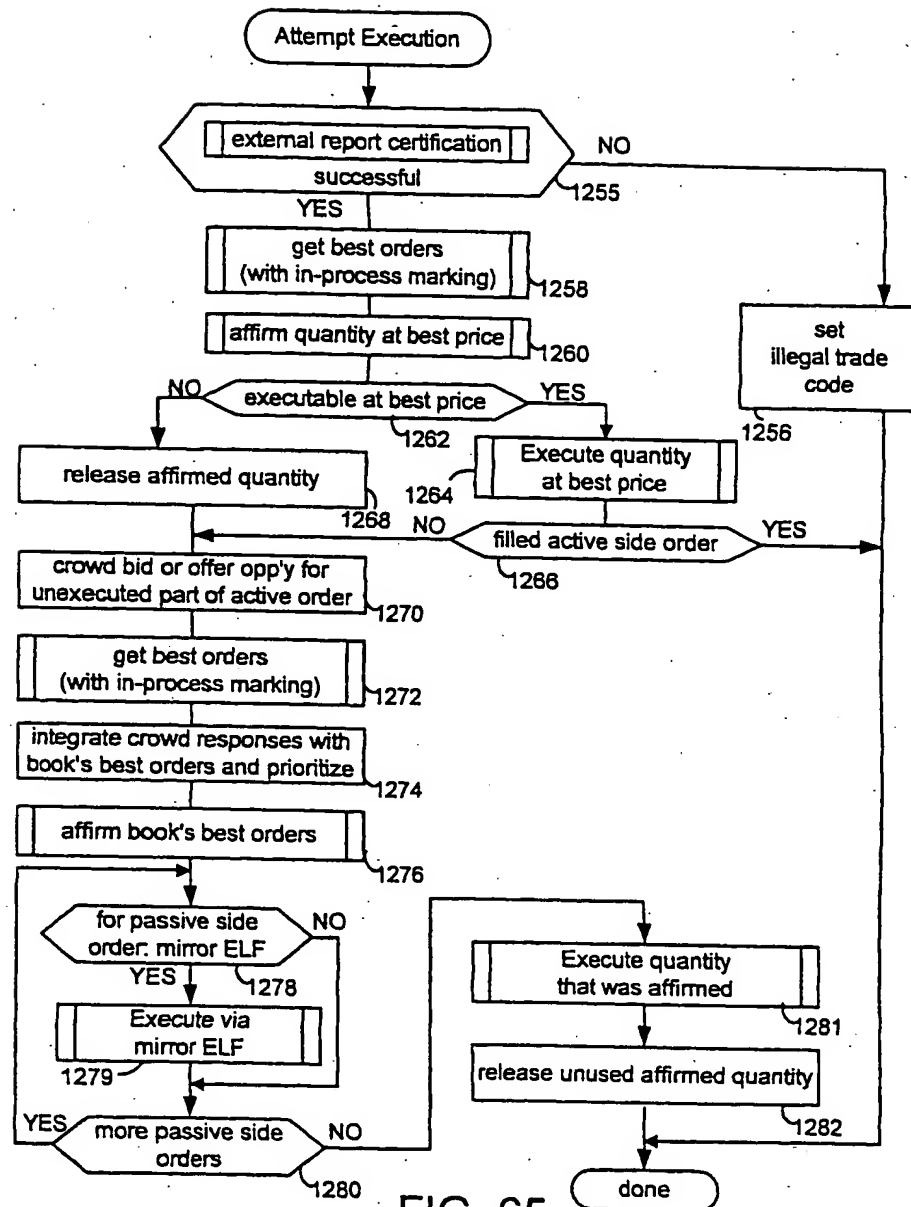 Attempt Execution
external report certification
successful
NO
1255
YES
get best orders
(with in-process marking)
1258
affirm quantity at best price
1260
set
illegal trade
code
1256
NO
executable at best price
YES
1262
release affirmed quantity
1268
Execute quantity
at best price
1264
NO
filled active side order
YES
1266
crowd bid or offer opp'y for
unexecuted part of active order
1270
get best orders
(with in-process marking)
1272
integrate crowd responses with
book's best orders and prioritize
1274
affirm book's best orders
1276
for passive side
order: mirror ELF
NO
YES
1278
Execute via
mirror ELF
1279
YES
more passive side
orders
NO
1280
Execute quantity
that was affirmed
1281
release unused affirmed quantity
1282
done